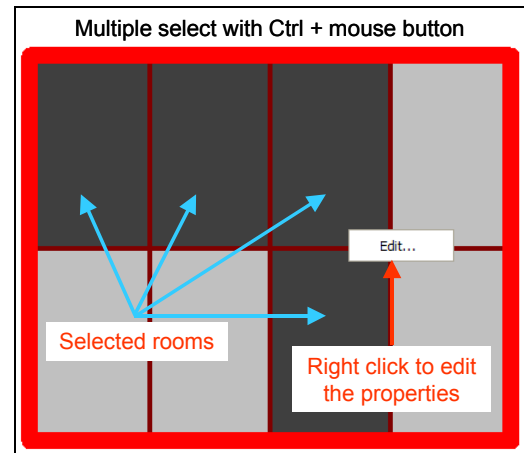 Multiple select with Ctrl + mouse button
Edit...
Selected rooms
Right click to edit
the properties